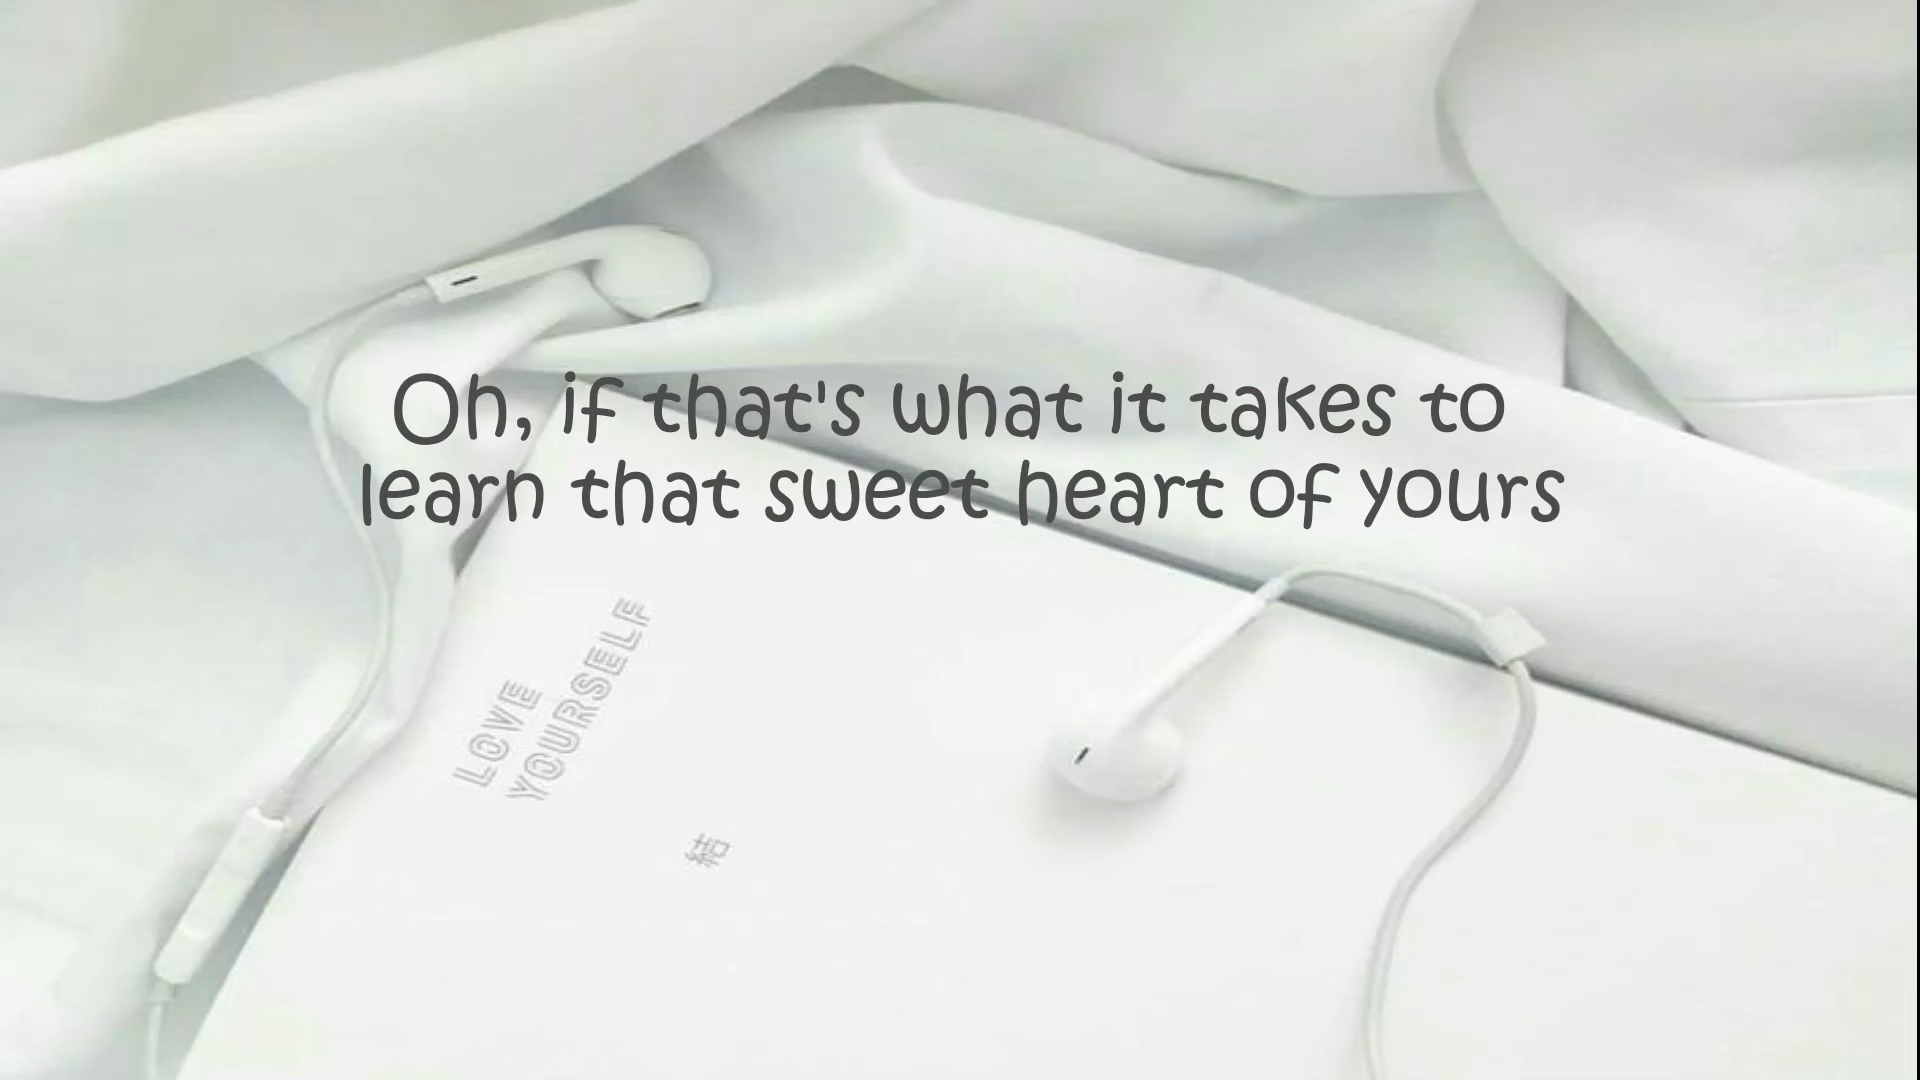 Oh, if that's what it takes to
learn that sweet heart of yours
LOVE
YOURSELF
結